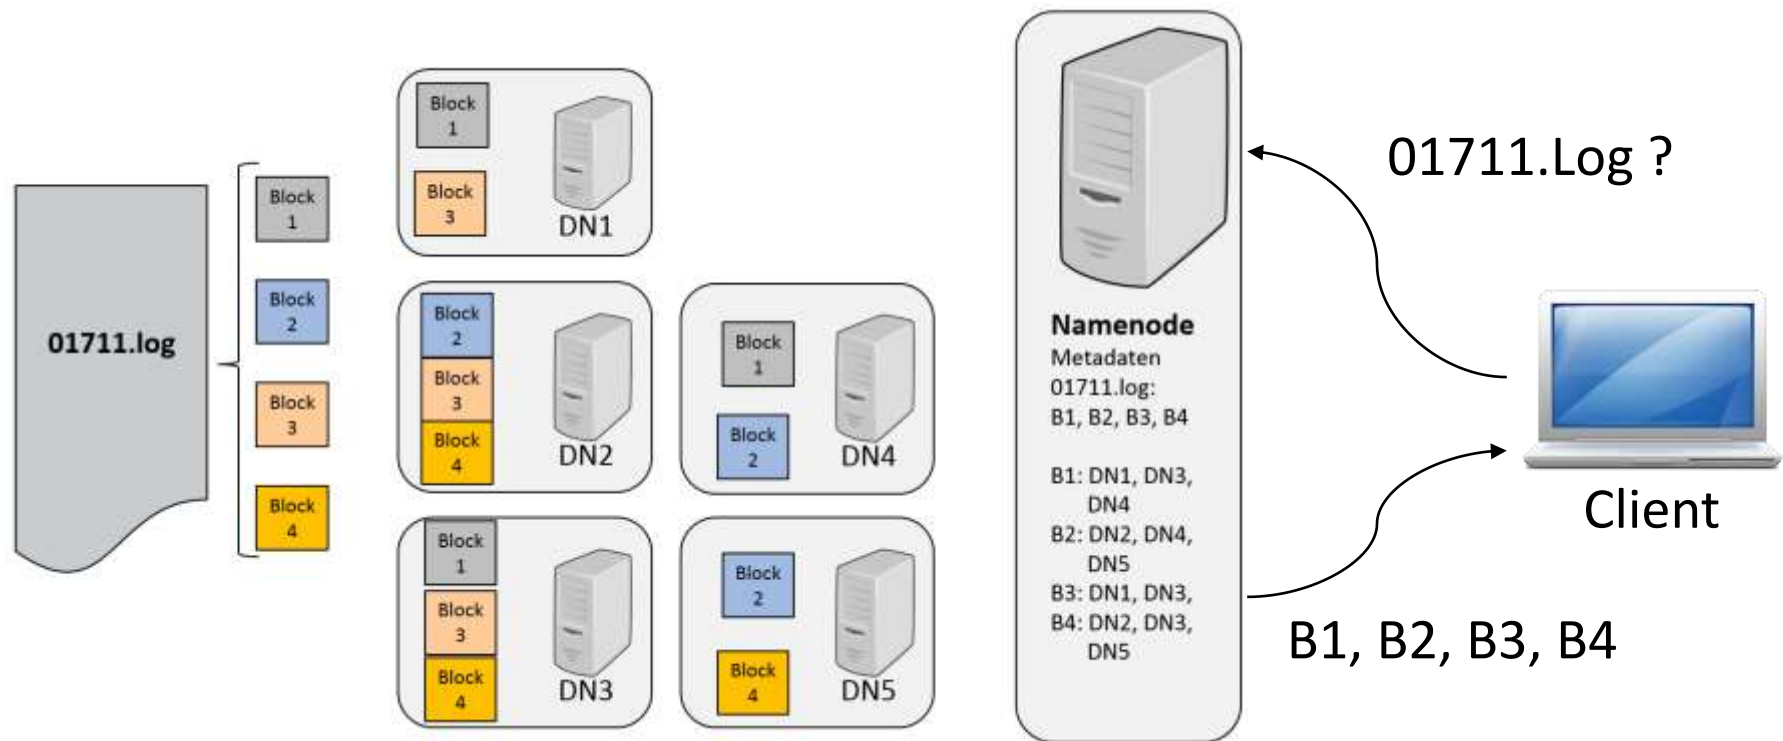 01711.log
Block
1
Block
2
Block
3
Block
4
Block
1
Block
3
DN1
Block
2
Block
3
Block
4
DN2
Block
1
Block
3
Block
4
DN3
Block
1
Block
2
DN4
Block
2
Block
4
DN5
Namenode
Metadaten
01711.log:
B1, B2, B3, B4
B1: DN1, DN3,
DN4
B2: DN2, DN4,
DN5
B3: DN1, DN3,
B4: DN2, DN3,
DN5
01711.Log ?
Client
B1, B2, B3, B4